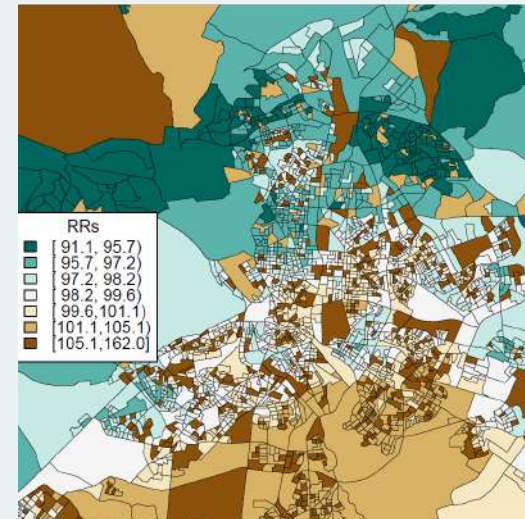 RRs
[ 91.1, 95.7)
[ 95.7, 97.2)
[ 97.2, 98.2)
[ 98.2, 99.6)
[ 99.6,101.1)
[101.1,105.1)
[105.1,162.0]